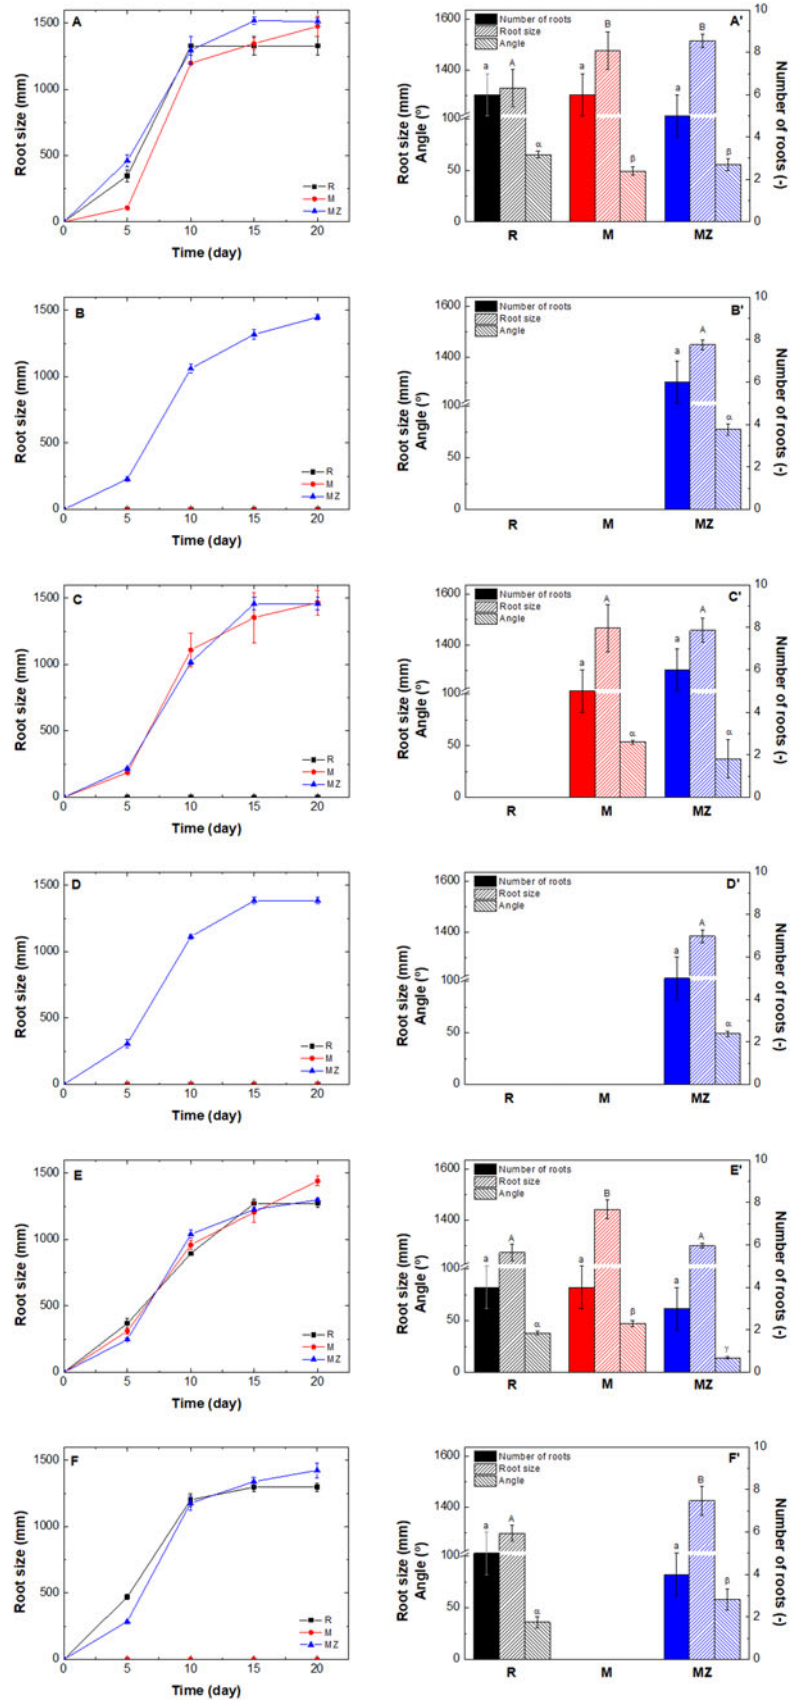 A
1500
1000
500
0
Root size (mm)
R
M
MZ
0 5 10 15 20
Time (day)
A'
Number of roots
Root size
Angle
1600
1400
100
50
0
Root size (mm)
Angle (°)
a A α
a B β
a B β
10
8
6
4
2
0
Number of roots (-)
R M MZ
B
1500
1000
500
0
Root size (mm)
R
M
MZ
0 5 10 15 20
Time (day)
B'
Number of roots
Root size
Angle
1600
1400
100
50
0
Root size (mm)
Angle (°)
a A α
10
8
6
4
2
0
Number of roots (-)
R M MZ
C
1500
1000
500
0
Root size (mm)
R
M
MZ
0 5 10 15 20
Time (day)
C'
Number of roots
Root size
Angle
1600
1400
100
50
0
Root size (mm)
Angle (°)
a A α
a A α
10
8
6
4
2
0
Number of roots (-)
R M MZ
D
1500
1000
500
0
Root size (mm)
R
M
MZ
0 5 10 15 20
Time (day)
D'
Number of roots
Root size
Angle
1600
1400
100
50
0
Root size (mm)
Angle (°)
a A α
10
8
6
4
2
0
Number of roots (-)
R M MZ
E
1500
1000
500
0
Root size (mm)
R
M
MZ
0 5 10 15 20
Time (day)
E'
Number of roots
Root size
Angle
1600
1400
100
50
0
Root size (mm)
Angle (°)
a A α
a B β
a A γ
10
8
6
4
2
0
Number of roots (-)
R M MZ
F
1500
1000
500
0
Root size (mm)
R
M
MZ
0 5 10 15 20
Time (day)
F'
Number of roots
Root size
Angle
1600
1400
100
50
0
Root size (mm)
Angle (°)
a A α
a B β
10
8
6
4
2
0
Number of roots (-)
R M MZ